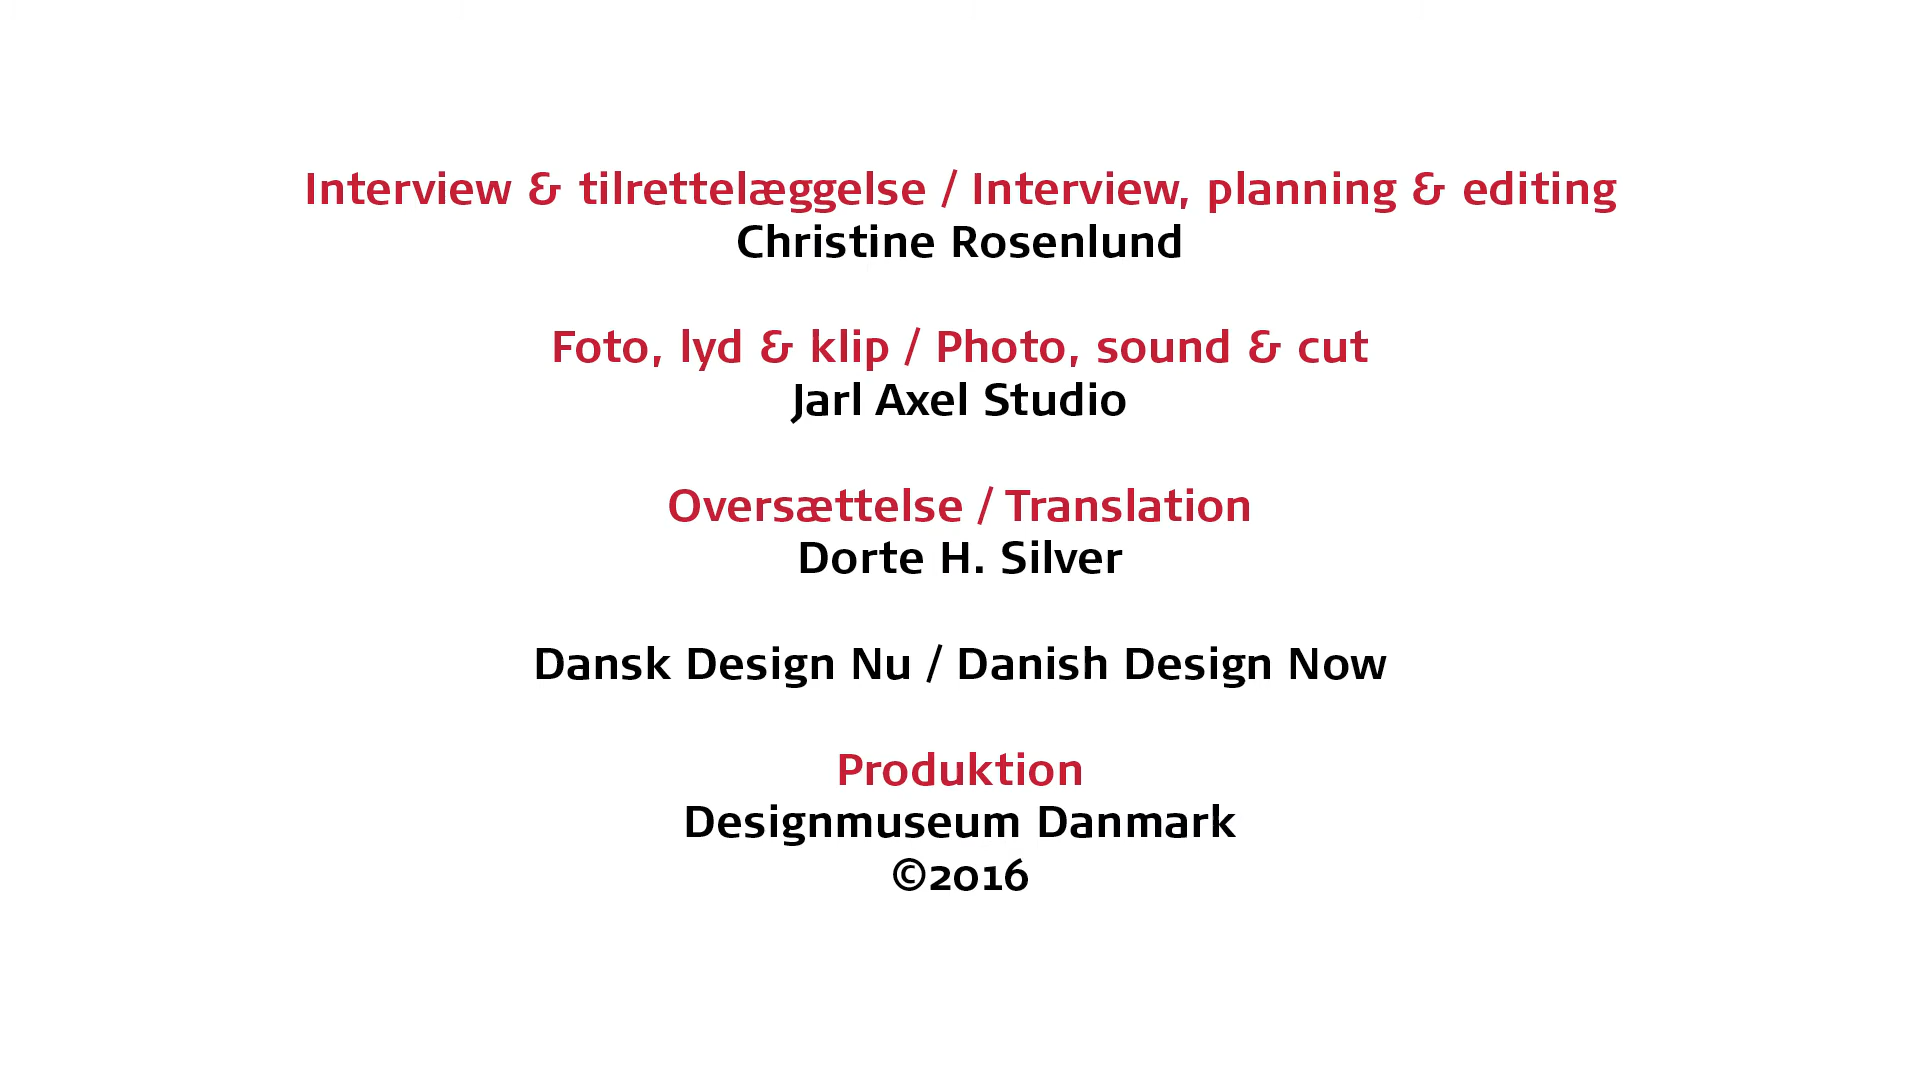 Interview & tilrettelæggelse / Interview, planning & editing
Christine Rosenlund
Foto, lyd & klip / Photo, sound & cut
Jarl Axel Studio
Oversættelse / Translation
Dorte H. Silver
Dansk Design Nu / Danish Design Now
Produktion
Designmuseum Danmark
©2016